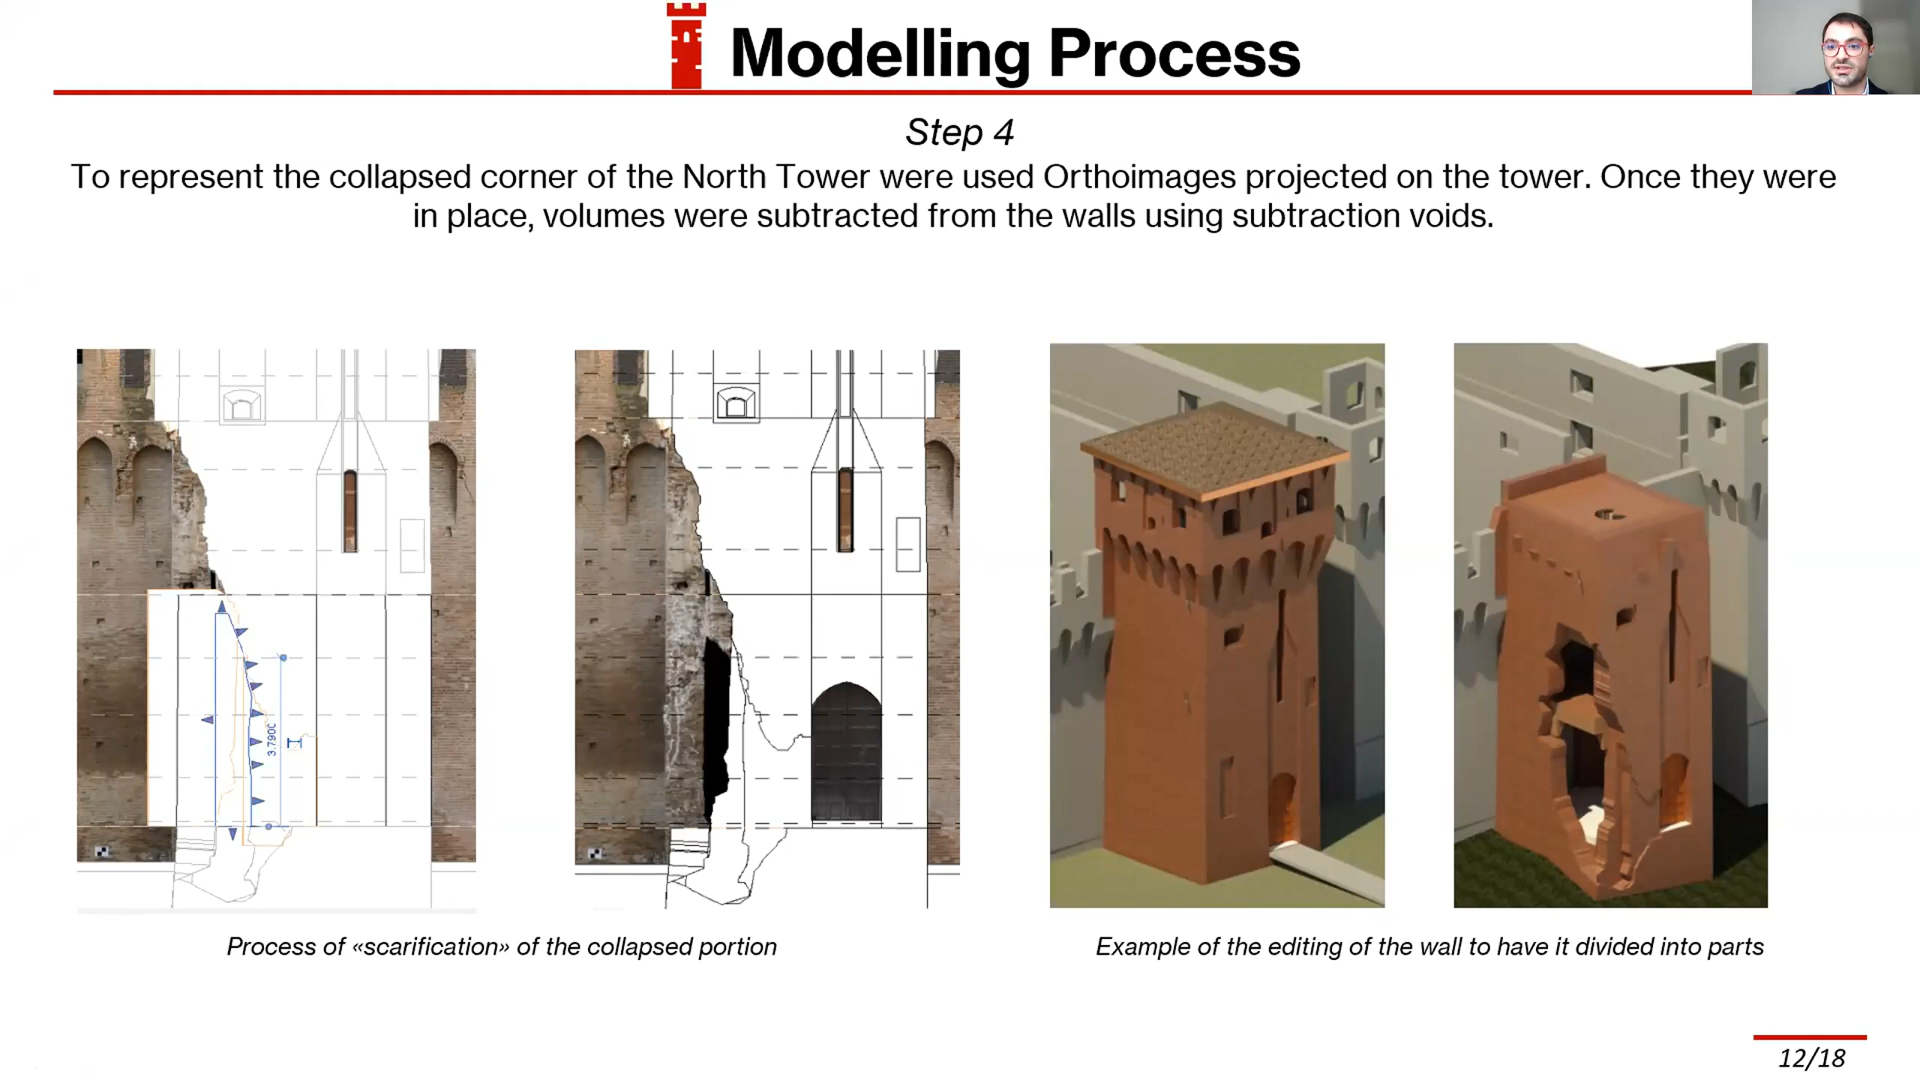 Modelling Process
Step 4
To represent the collapsed corner of the North Tower were used Orthoimages projected on the tower. Once they were
in place, volumes were subtracted from the walls using subtraction voids.
3.7900
Process of «scarification» of the collapsed portion
Example of the editing of the wall to have it divided into parts
12/18